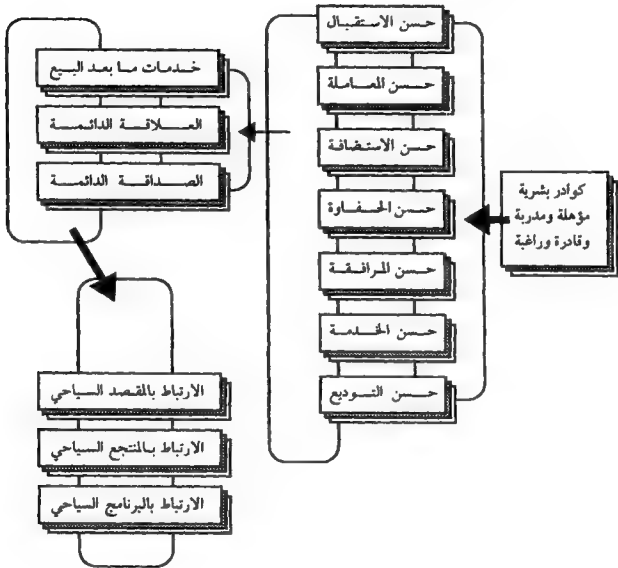 كوادر بشرية
مؤهلة ومدربة
وقادرة وراغبة
حسن الاستقبال
حسن المعاملة
حسن الاستضافة
حسن الحفاوة
حسن المرافقة
حسن الخدمة
حسن التوديع
خدمات ما بعد البيع
العلاقة الدائمة
الصداقة الدائمة
الارتباط بالمقصد السياحي
الارتباط بالمنتجع السياحي
الارتباط بالبرنامج السياحي